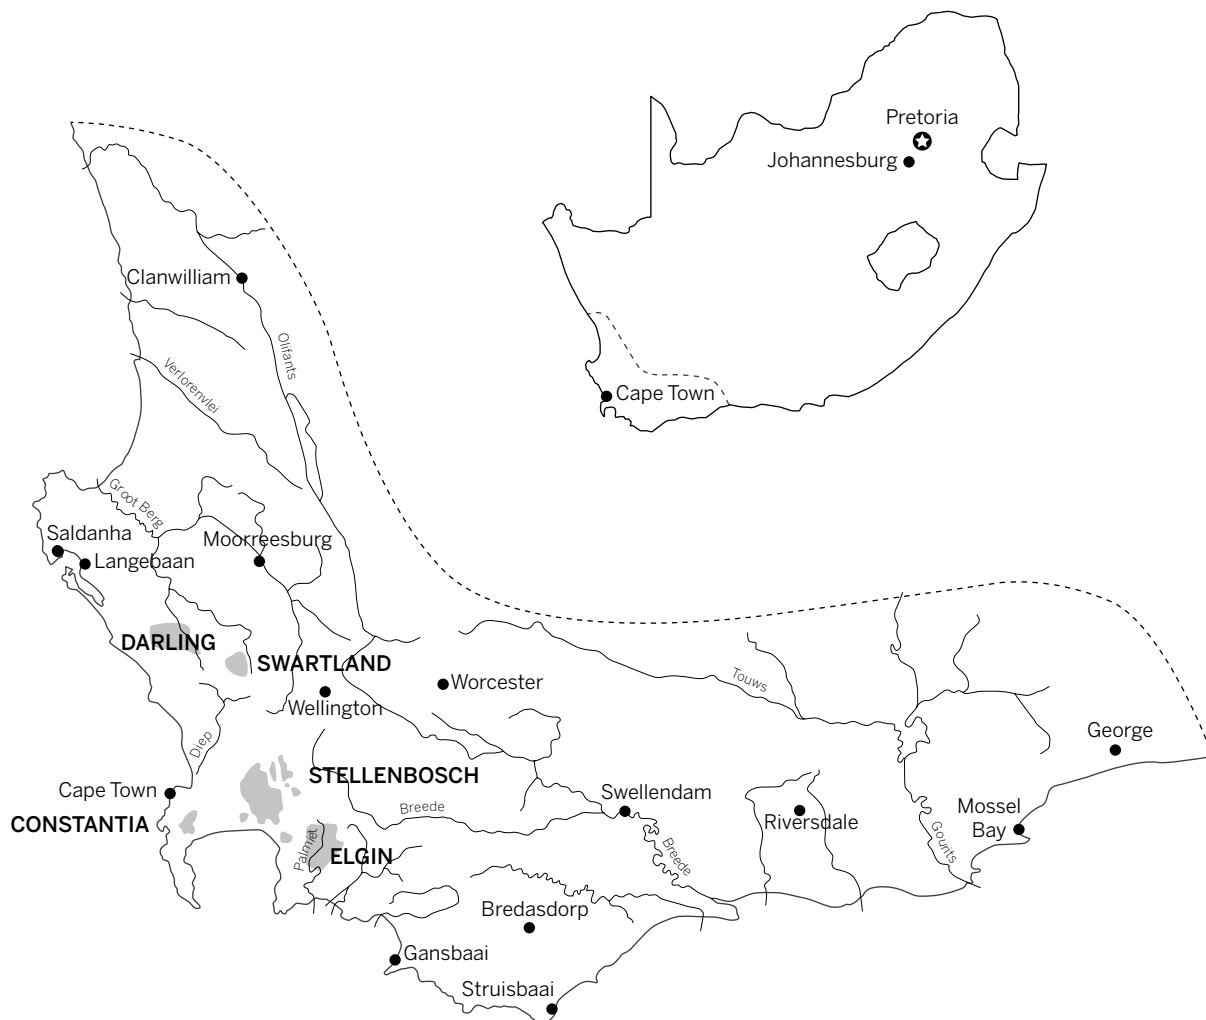 Pretoria
Johannesburg
Cape Town
Clanwilliam
Olifants
Verlorenvlei
Groot Berg
Saldanha
Moorreesburg
Langebaan
DARLING
SWARTLAND
Worcester
Touws
Wellington
Diep
George
STELLENBOSCH
Cape Town
Swellendam
Breede
Mossel
Bay
CONSTANTIA
Riversdale
Gourits
Palmiet
ELGIN
Breede
Bredasdorp
Gansbaai
Struisbaai